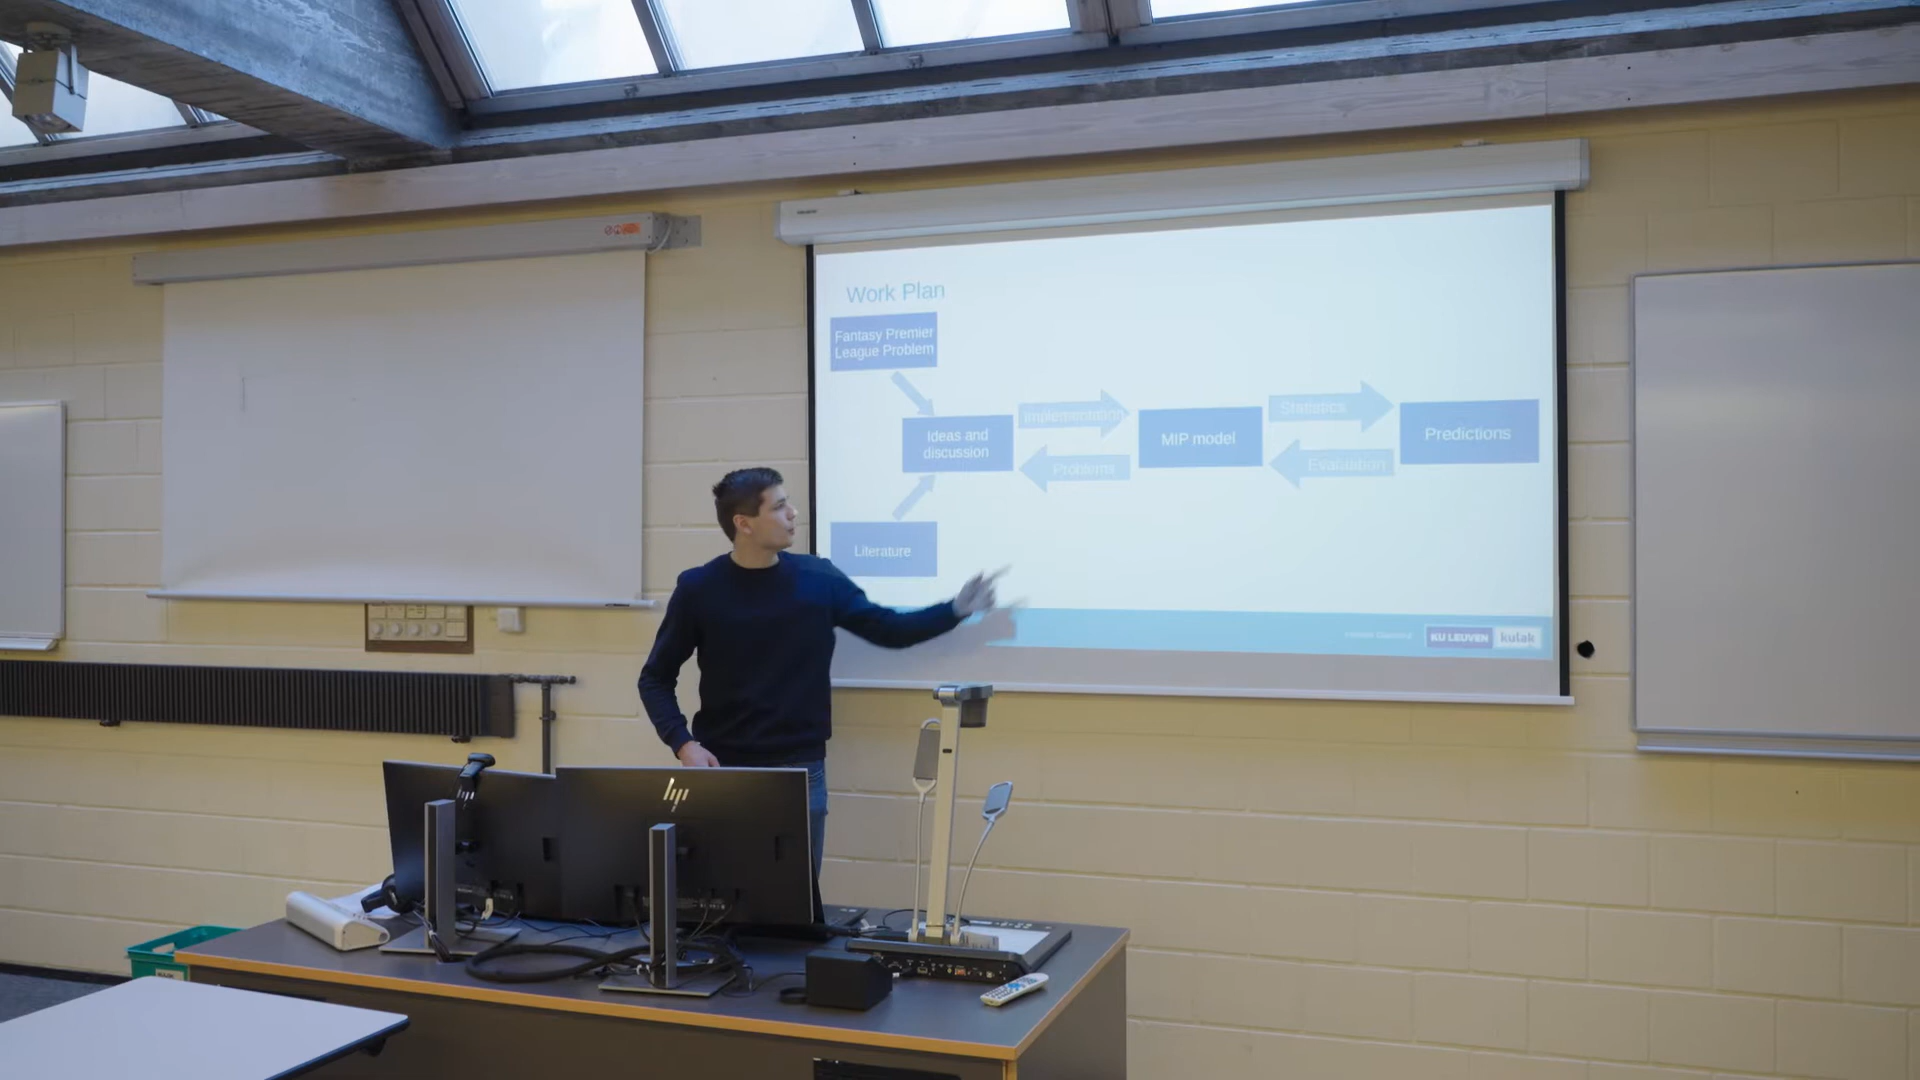 Work Plan
Fantasy Premier
League Problem
Ideas and
discussion
Literature
Implementation
Problems
MIP model
Statistics
Evaluation
Predictions
KU LEUVEN kulak
hp